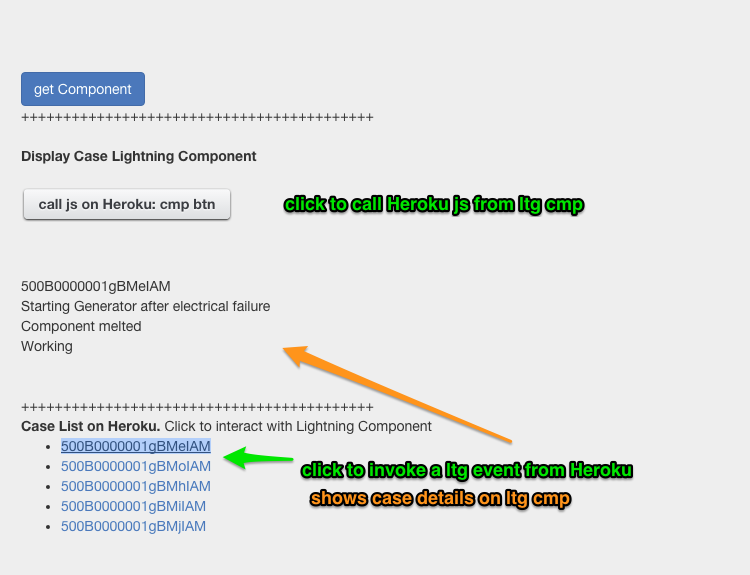 get Component
++++++++++++++++++++++++++++++++++++++++++
Display Case Lightning Component
call js on Heroku: cmp btn
click to call Heroku js from ltg cmp
500B0000001gBMeIAM
Starting Generator after electrical failure
Component melted
Working
++++++++++++++++++++++++++++++++++++++++++
Case List on Heroku. Click to interact with Lightning Component
500B0000001gBMeIAM
500B0000001gBMoIAM
500B0000001gBMhIAM
500B0000001gBMiIAM
500B0000001gBMjIAM
click to invoke a ltg event from Heroku
shows case details on ltg cmp